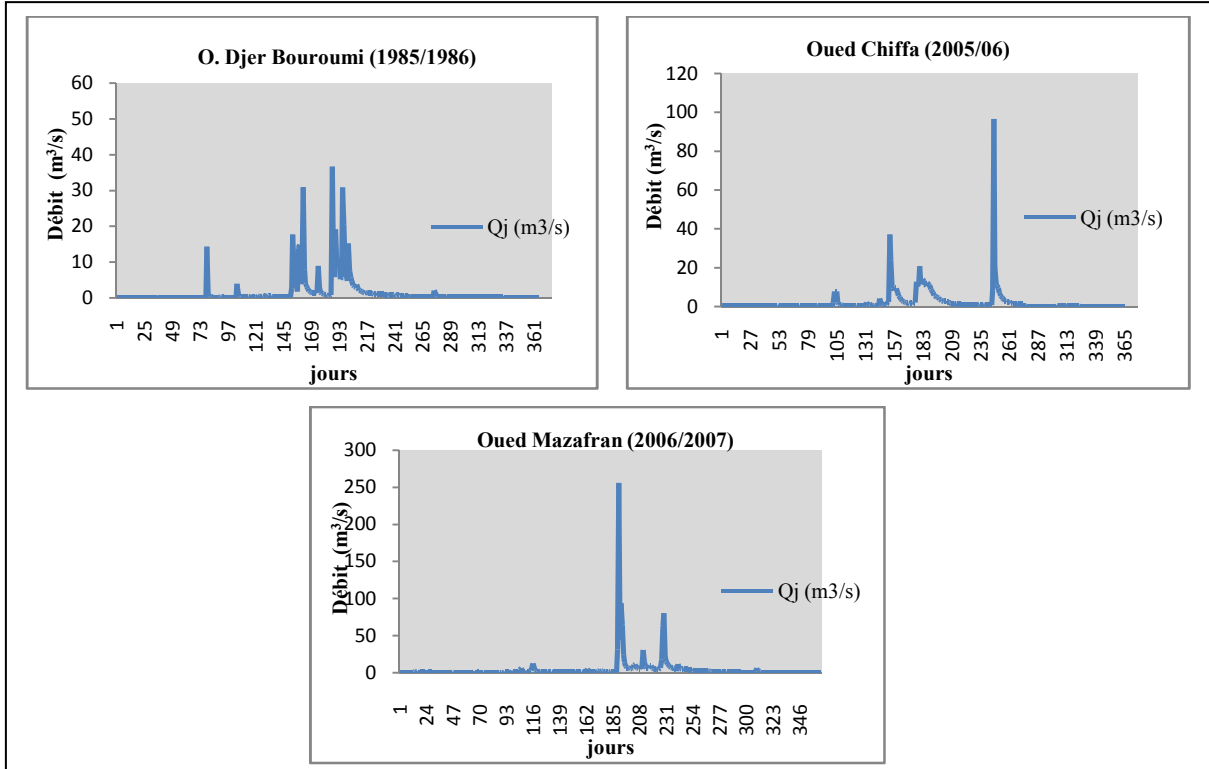 O. Djer Bouroumi (1985/1986)
60
50
40
30
20
10
0
Débit (m³/s)
Qj (m3/s)
1 25 49 73 97 121 145 169 193 217 241 265 289 313 337 361
jours
Oued Chiffa (2005/06)
120
100
80
60
40
20
0
Débit (m³/s)
Qj (m3/s)
1 27 53 79 105 131 157 183 209 235 261 287 313 339 365
jours
Oued Mazafran (2006/2007)
300
250
200
150
100
50
0
Débit (m³/s)
Qj (m3/s)
1 24 47 70 93 116 139 162 185 208 231 254 277 300 323 346
jours